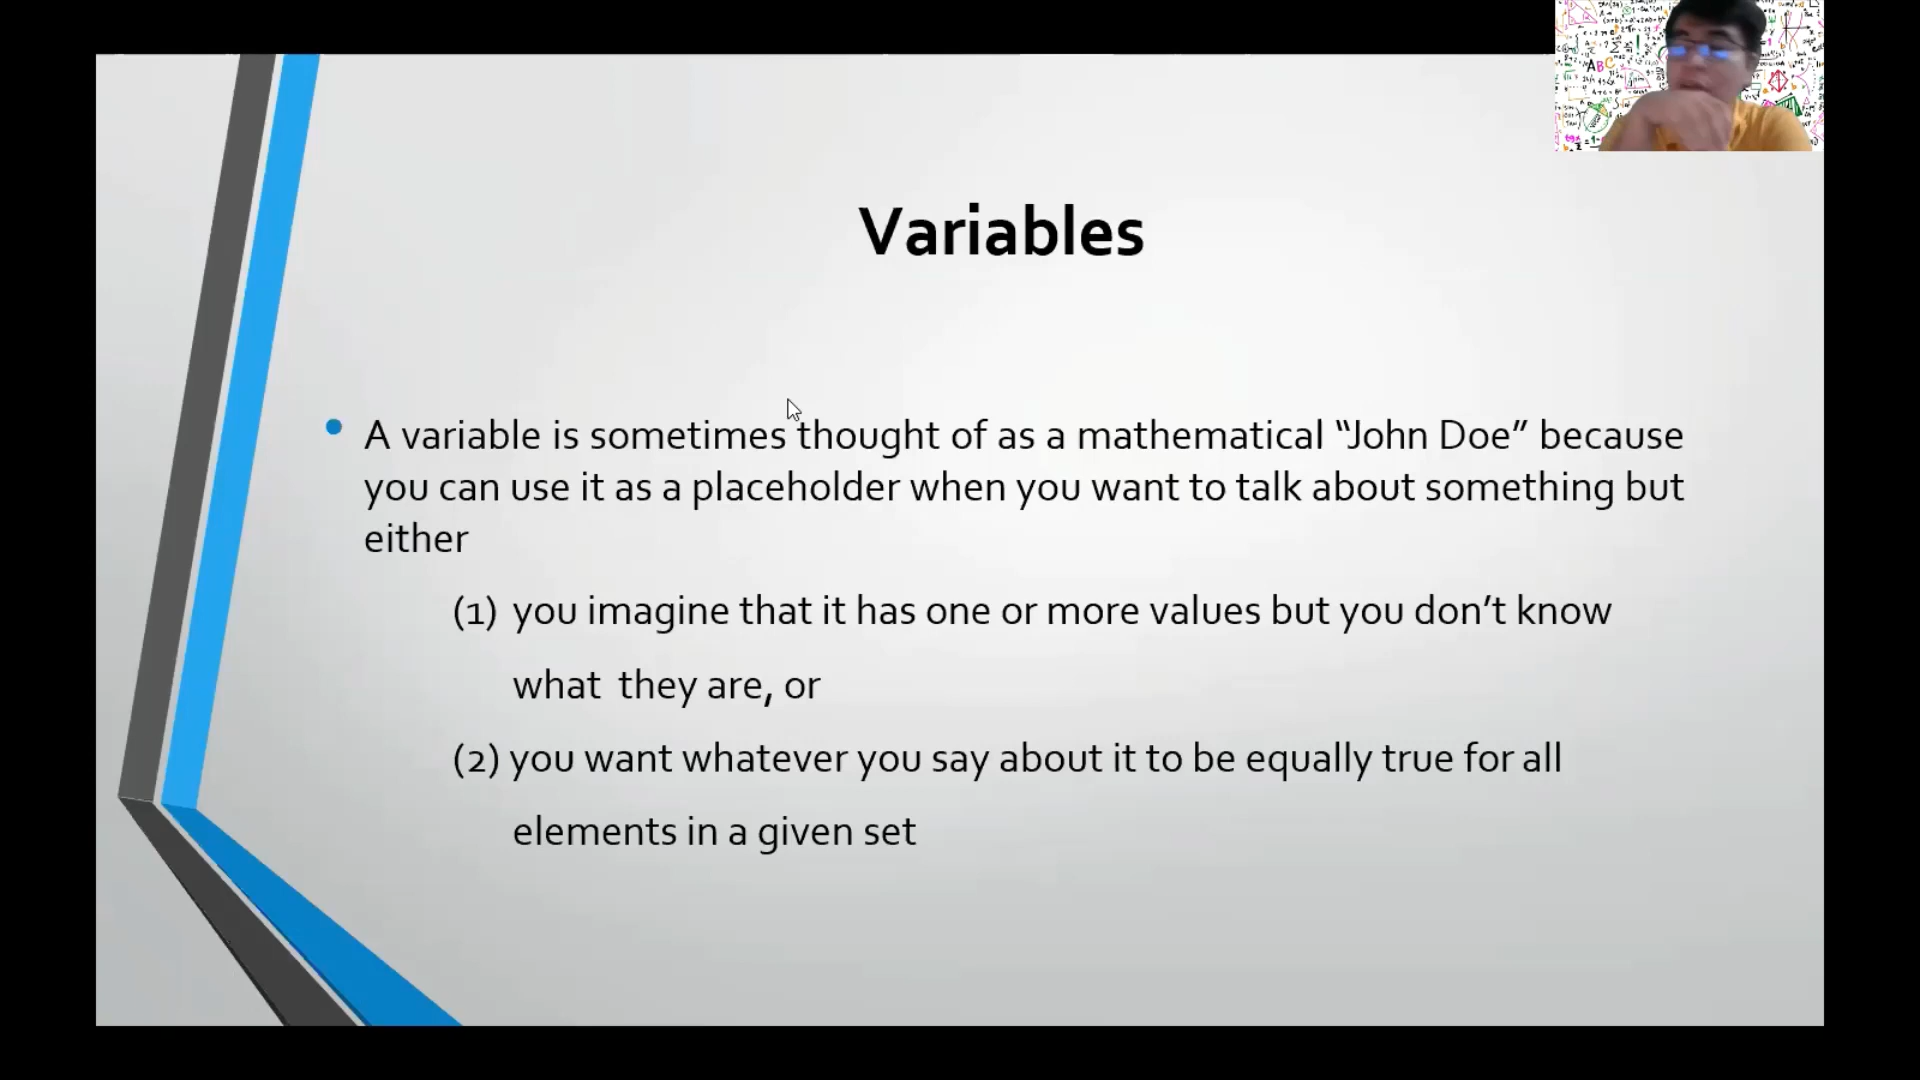 Variables
• A variable is sometimes thought of as a mathematical “John Doe” because
you can use it as a placeholder when you want to talk about something but
either
(1) you imagine that it has one or more values but you don’t know
what they are, or
(2) you want whatever you say about it to be equally true for all
elements in a given set
ABC